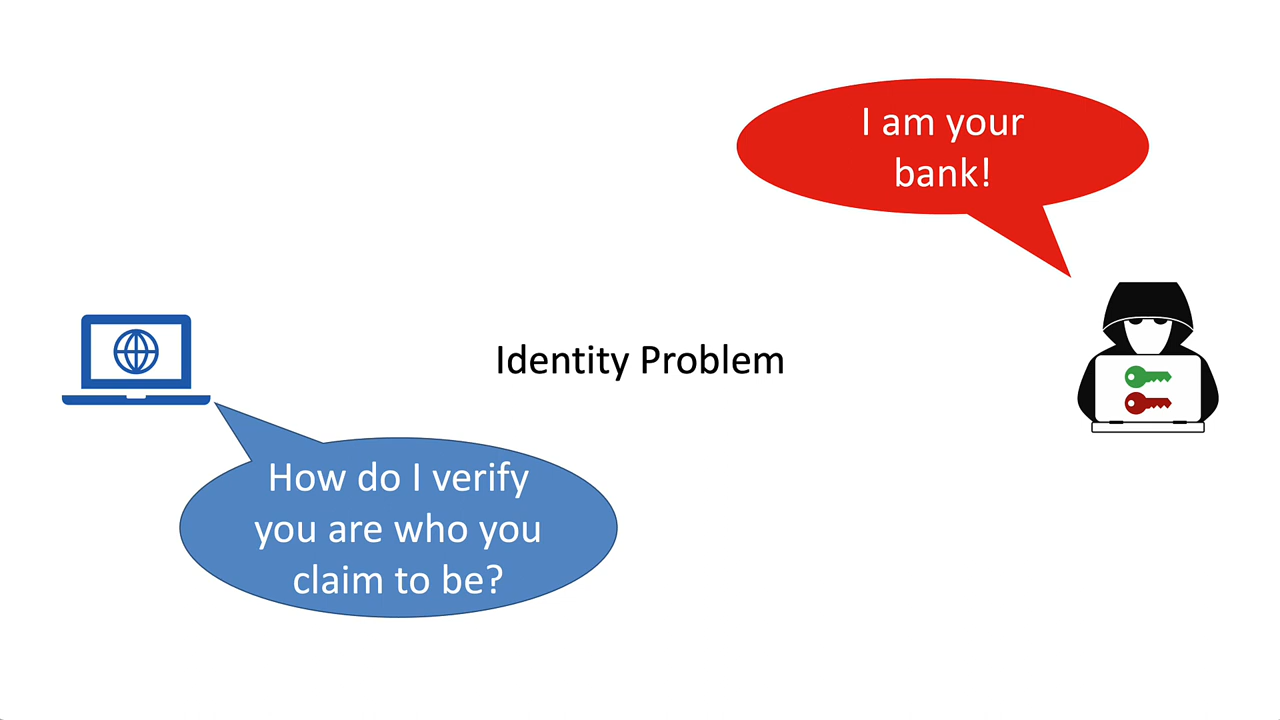 I am your
bank!
Identity Problem
How do I verify
you are who you
claim to be?